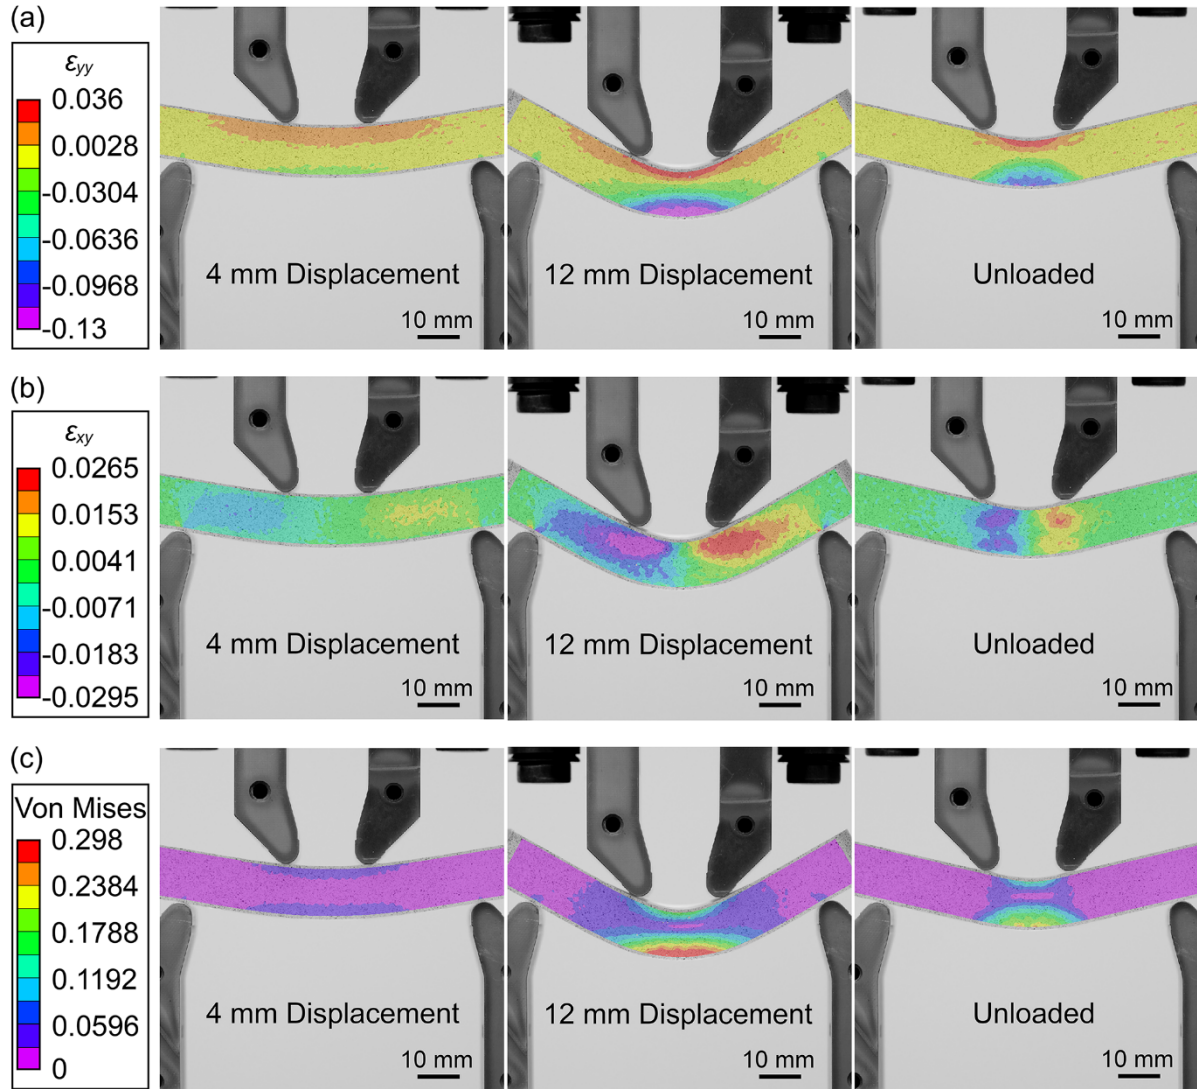 (a)
εyy
0.036
0.0028
-0.0304
-0.0636
-0.0968
-0.13
4 mm Displacement
10 mm
12 mm Displacement
10 mm
Unloaded
10 mm
(b)
εxy
0.0265
0.0153
0.0041
-0.0071
-0.0183
-0.0295
4 mm Displacement
10 mm
12 mm Displacement
10 mm
Unloaded
10 mm
(c)
Von Mises
0.298
0.2384
0.1788
0.1192
0.0596
0
4 mm Displacement
10 mm
12 mm Displacement
10 mm
Unloaded
10 mm